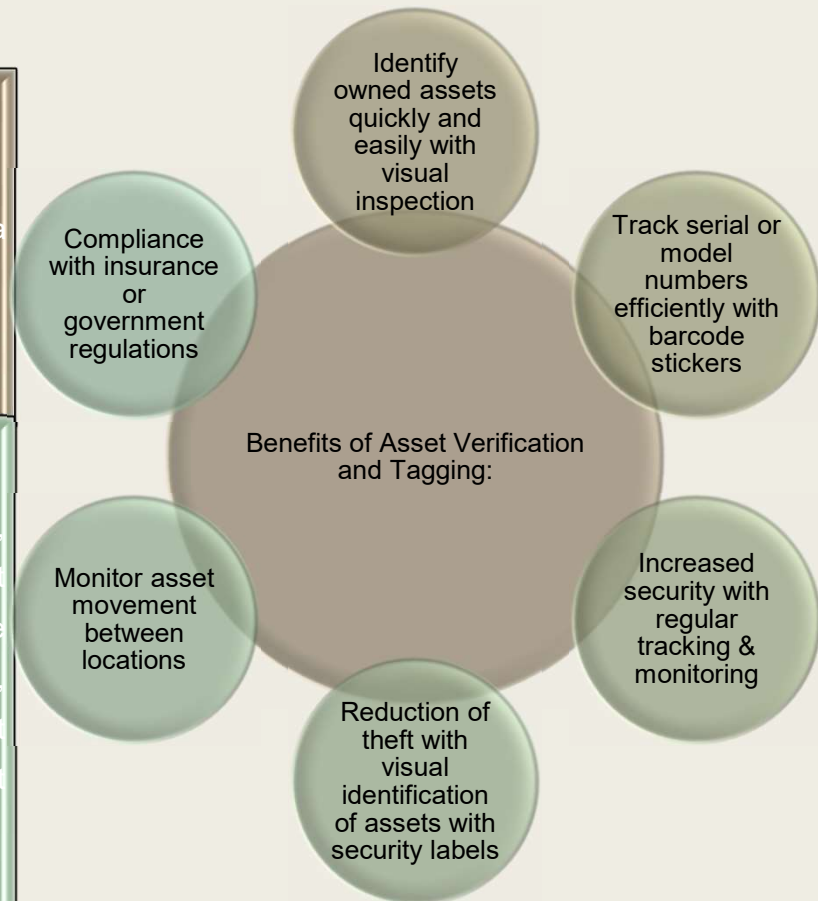 Identify
owned assets
quickly and
easily with
visual
inspection
Track serial or
model
numbers
efficiently with
barcode
stickers
Increased
security with
regular
tracking &
monitoring
Reduction of
theft with
visual
identification
of assets with
security labels
Monitor asset
movement
between
locations
Compliance
with insurance
or
government
regulations
Benefits of Asset Verification
and Tagging: